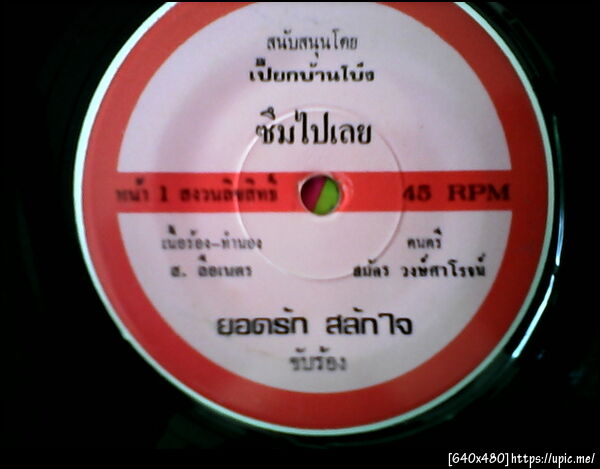 สนับสนุนโดย
เปี๊ยกบ้านโป่ง
ซึมไปเลย
หน้า 1 สงวนลิขสิทธิ์ 45 RPM
เนื้อร้อง-ทำนอง ดนตรี
ส. ลือเนตร สมัคร วงษ์ศาโรจน์
ยอดรัก สลักใจ
ขับร้อง
[640x480]https://upic.me/